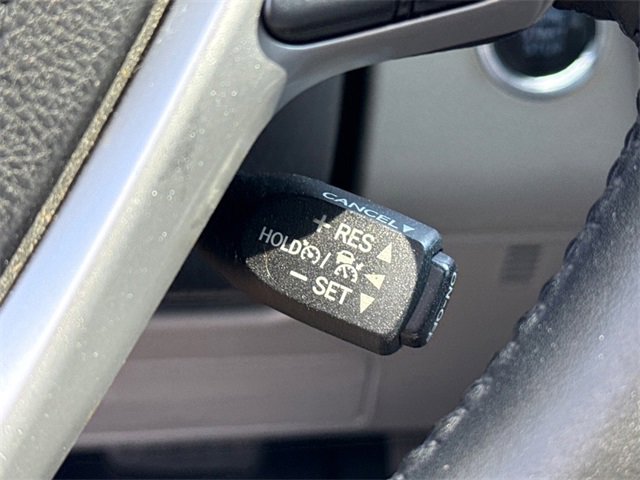 CANCEL
+ RES
HOLD /
− SET